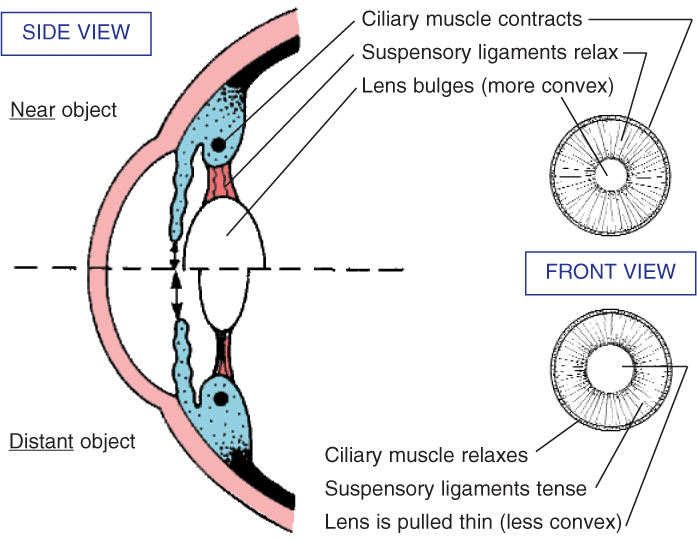 SIDE VIEW
Ciliary muscle contracts
Suspensory ligaments relax
Lens bulges (more convex)
Near object
FRONT VIEW
Distant object
Ciliary muscle relaxes
Suspensory ligaments tense
Lens is pulled thin (less convex)